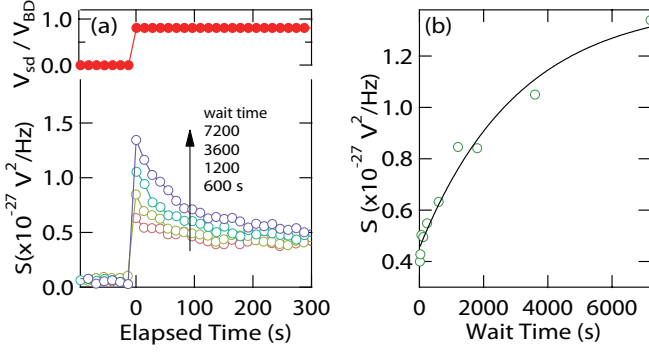 (a)
V_sd / V_BD
1.0
0.0
S(x10^-27 V^2/Hz)
1.5
1.0
0.5
0.0
wait time
7200
3600
1200
600 s
0
100
200
300
Elapsed Time (s)
(b)
S (x10^-27 V^2/Hz)
1.2
1.0
0.8
0.6
0.4
0
2000
4000
6000
Wait Time (s)